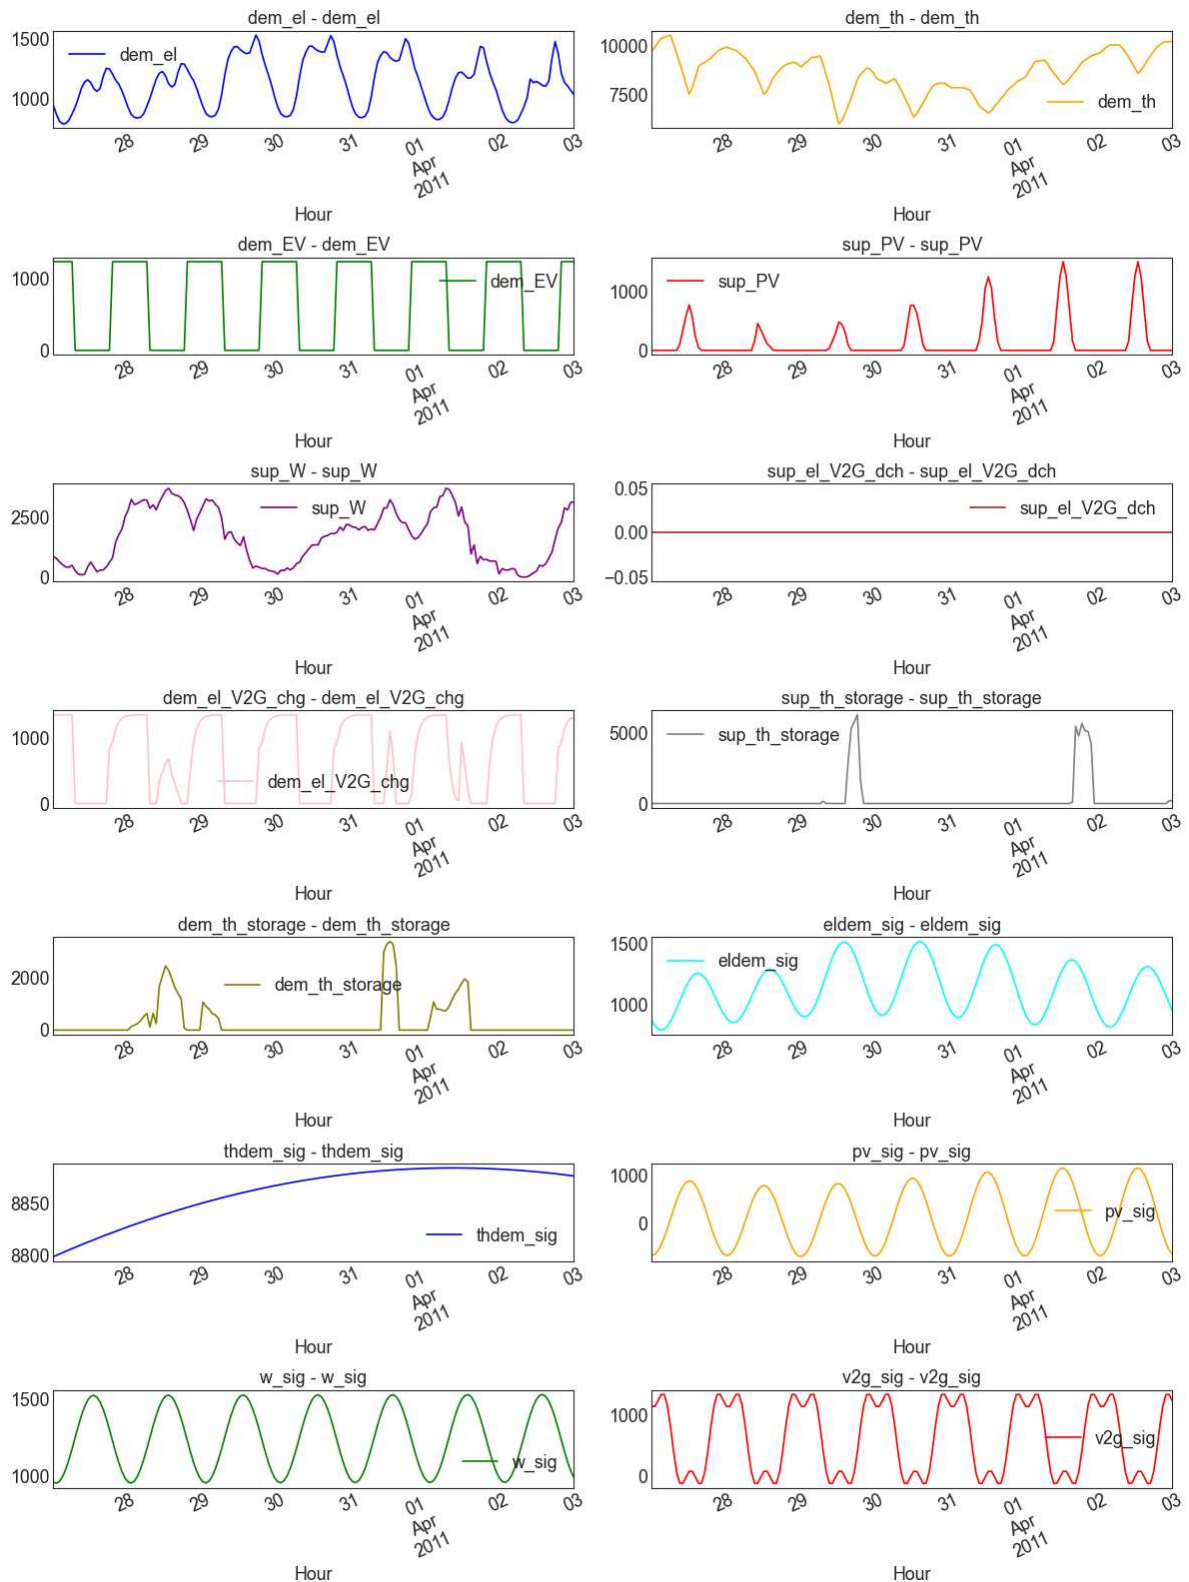 dem_el - dem_el
1500
1000
dem_el
28
29
30
31
01
Apr
2011
02
03
Hour
dem_th - dem_th
10000
7500
dem_th
28
29
30
31
01
Apr
2011
02
03
Hour
dem_EV - dem_EV
1000
0
dem_EV
28
29
30
31
01
Apr
2011
02
03
Hour
sup_PV - sup_PV
1000
0
sup_PV
28
29
30
31
01
Apr
2011
02
03
Hour
sup_W - sup_W
2500
0
sup_W
28
29
30
31
01
Apr
2011
02
03
Hour
sup_el_V2G_dch - sup_el_V2G_dch
0.05
0.00
−0.05
sup_el_V2G_dch
28
29
30
31
01
Apr
2011
02
03
Hour
dem_el_V2G_chg - dem_el_V2G_chg
1000
0
dem_el_V2G_chg
28
29
30
31
01
Apr
2011
02
03
Hour
sup_th_storage - sup_th_storage
5000
0
sup_th_storage
28
29
30
31
01
Apr
2011
02
03
Hour
dem_th_storage - dem_th_storage
2000
0
dem_th_storage
28
29
30
31
01
Apr
2011
02
03
Hour
eldem_sig - eldem_sig
1500
1000
eldem_sig
28
29
30
31
01
Apr
2011
02
03
Hour
thdem_sig - thdem_sig
8850
8800
thdem_sig
28
29
30
31
01
Apr
2011
02
03
Hour
pv_sig - pv_sig
1000
0
pv_sig
28
29
30
31
01
Apr
2011
02
03
Hour
w_sig - w_sig
1500
1000
w_sig
28
29
30
31
01
Apr
2011
02
03
Hour
v2g_sig - v2g_sig
1000
0
v2g_sig
28
29
30
31
01
Apr
2011
02
03
Hour